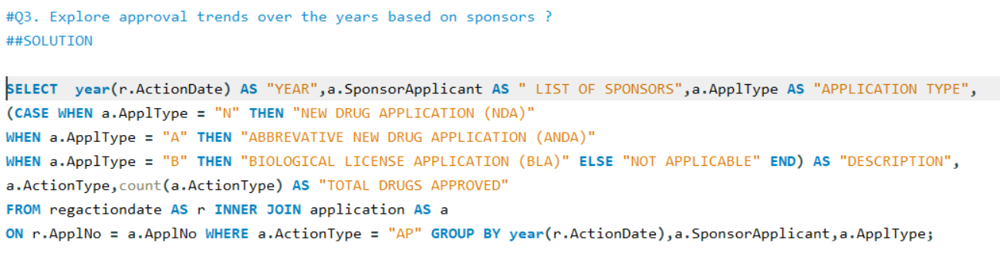 #Q3. Explore approval trends over the years based on sponsors ?
##SOLUTION
SELECT  year(r.ActionDate) AS "YEAR",a.SponsorApplicant AS " LIST OF SPONSORS",a.ApplType AS "APPLICATION TYPE",
(CASE WHEN a.ApplType = "N" THEN "NEW DRUG APPLICATION (NDA)"
WHEN a.ApplType = "A" THEN "ABBREVATIVE NEW DRUG APPLICATION (ANDA)"
WHEN a.ApplType = "B" THEN "BIOLOGICAL LICENSE APPLICATION (BLA)" ELSE "NOT APPLICABLE" END) AS "DESCRIPTION",
a.ActionType,count(a.ActionType) AS "TOTAL DRUGS APPROVED"
FROM regactiondate AS r INNER JOIN application AS a
ON r.ApplNo = a.ApplNo WHERE a.ActionType = "AP" GROUP BY year(r.ActionDate),a.SponsorApplicant,a.ApplType;